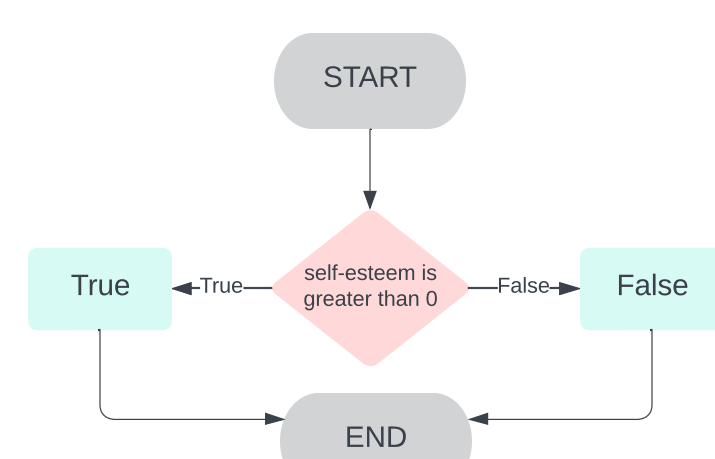 START
self-esteem is
greater than 0
True
True
False
False
END